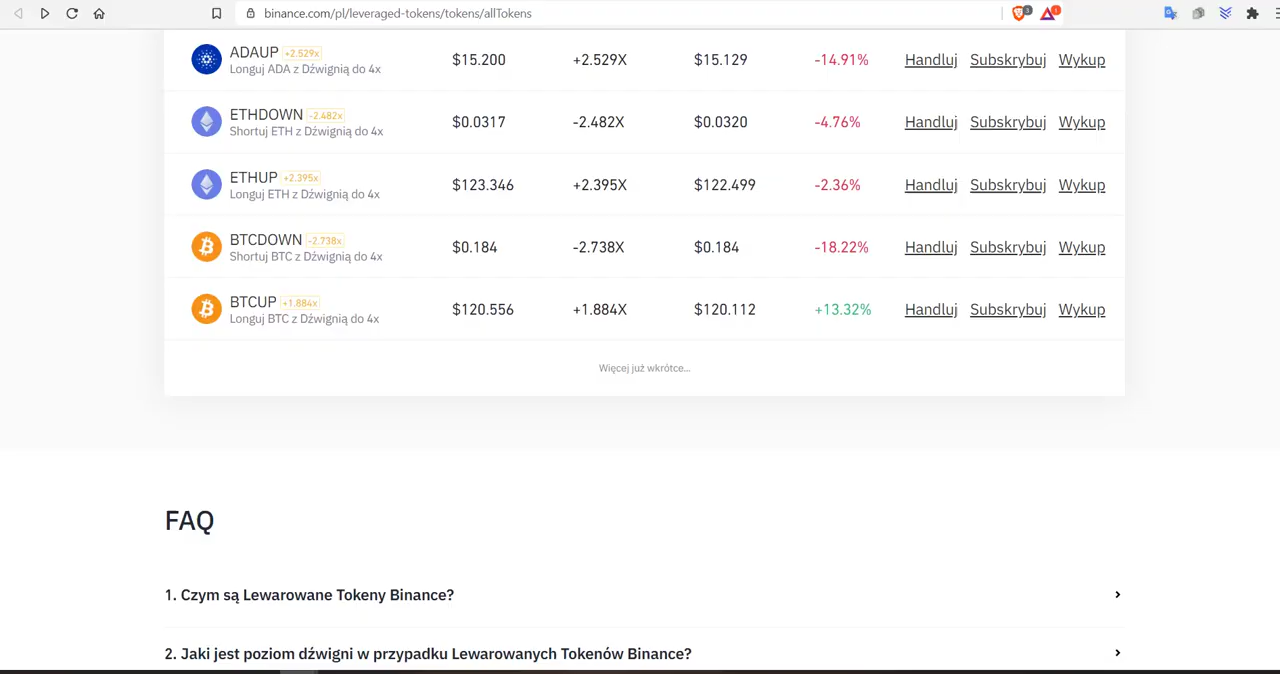 binance.com/pl/leveraged-tokens/tokens/allTokens
3
1
ADAUP +2.529x $15.200 +2.529X $15.129 -14.91% Handluj Subskrybuj Wykup
Longuj ADA z Dźwignią do 4x
ETHDOWN -2.482x $0.0317 -2.482X $0.0320 -4.76% Handluj Subskrybuj Wykup
Shortuj ETH z Dźwignią do 4x
ETHUP +2.395x $123.346 +2.395X $122.499 -2.36% Handluj Subskrybuj Wykup
Longuj ETH z Dźwignią do 4x
BTCDOWN -2.738x $0.184 -2.738X $0.184 -18.22% Handluj Subskrybuj Wykup
Shortuj BTC z Dźwignią do 4x
BTCUP +1.884x $120.556 +1.884X $120.112 +13.32% Handluj Subskrybuj Wykup
Longuj BTC z Dźwignią do 4x
Więcej już wkrótce...
FAQ
1. Czym są Lewarowane Tokeny Binance?
2. Jaki jest poziom dźwigni w przypadku Lewarowanych Tokenów Binance?